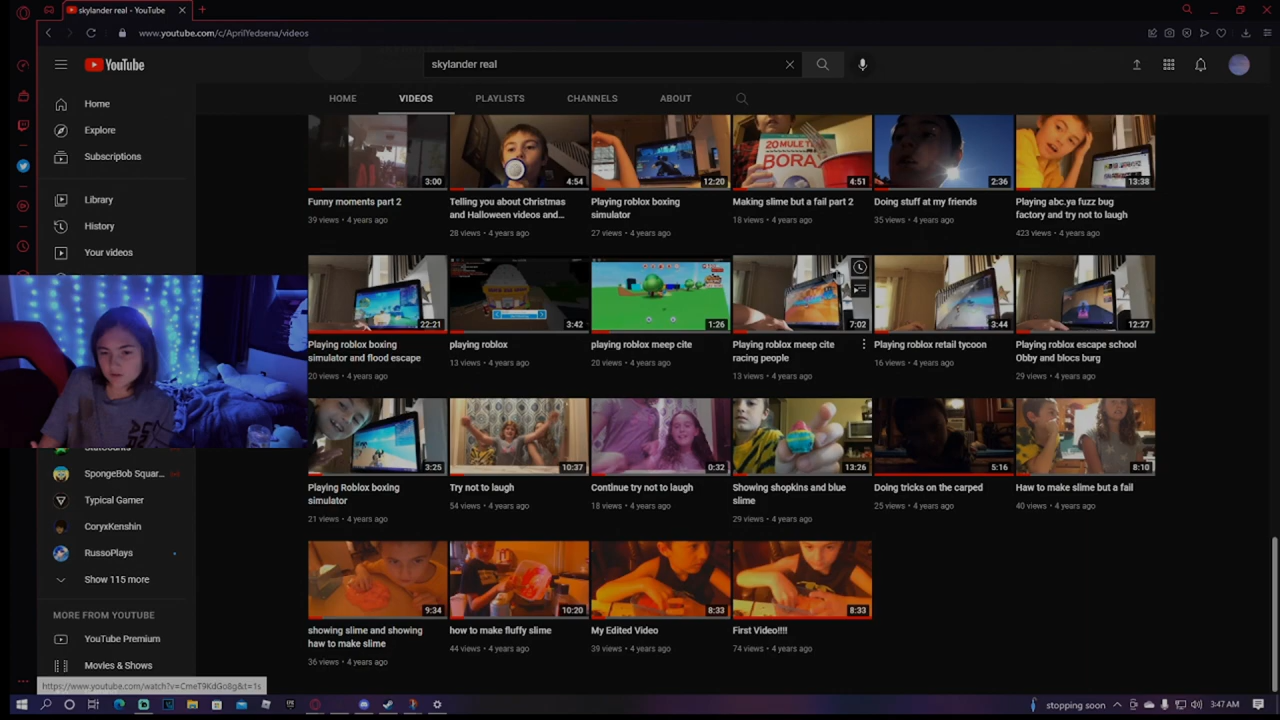 skylander real - YouTube
www.youtube.com/c/AprilYedsena/videos
YouTube
skylander real
HOME VIDEOS PLAYLISTS CHANNELS ABOUT
Home
Explore
Subscriptions
Library
History
Your videos
SpongeBob Squar...
Typical Gamer
CoryxKenshin
RussoPlays
Show 115 more
MORE FROM YOUTUBE
YouTube Premium
Movies & Shows
3:00
Funny moments part 2
39 views • 4 years ago
4:54
Telling you about Christmas
and Halloween videos and...
28 views • 4 years ago
12:20
Playing roblox boxing
simulator
27 views • 4 years ago
20 MULE TEAM
BORA
4:51
Making slime but a fail part 2
18 views • 4 years ago
2:36
Doing stuff at my friends
35 views • 4 years ago
13:38
Playing abc.ya fuzz bug
factory and try not to laugh
423 views • 4 years ago
22:21
Playing roblox boxing
simulator and flood escape
20 views • 4 years ago
3:42
playing roblox
13 views • 4 years ago
1:26
playing roblox meep cite
20 views • 4 years ago
7:02
Playing roblox meep cite
racing people
13 views • 4 years ago
3:44
Playing roblox retail tycoon
16 views • 4 years ago
12:27
Playing roblox escape school
Obby and blocs burg
29 views • 4 years ago
3:25
Playing Roblox boxing
simulator
21 views • 4 years ago
10:37
Try not to laugh
54 views • 4 years ago
0:32
Continue try not to laugh
18 views • 4 years ago
13:26
Showing shopkins and blue
slime
29 views • 4 years ago
5:16
Doing tricks on the carped
25 views • 4 years ago
8:10
Haw to make slime but a fail
40 views • 4 years ago
9:34
showing slime and showing
haw to make slime
36 views • 4 years ago
10:20
how to make fluffy slime
44 views • 4 years ago
8:33
My Edited Video
39 views • 4 years ago
8:33
First Video!!!!
74 views • 4 years ago
https://www.youtube.com/watch?v=CmeT9KdGo8g&t=1s
stopping soon
3:47 AM